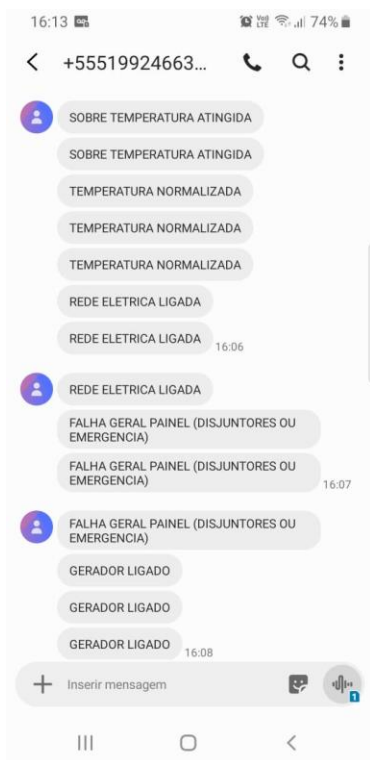 16:13
Vo)) LTE
74%
+55519924663...
SOBRE TEMPERATURA ATINGIDA
SOBRE TEMPERATURA ATINGIDA
TEMPERATURA NORMALIZADA
TEMPERATURA NORMALIZADA
TEMPERATURA NORMALIZADA
REDE ELETRICA LIGADA
REDE ELETRICA LIGADA
16:06
REDE ELETRICA LIGADA
FALHA GERAL PAINEL (DISJUNTORES OU
EMERGENCIA)
FALHA GERAL PAINEL (DISJUNTORES OU
EMERGENCIA)
16:07
FALHA GERAL PAINEL (DISJUNTORES OU
EMERGENCIA)
GERADOR LIGADO
GERADOR LIGADO
GERADOR LIGADO
16:08
Inserir mensagem
1